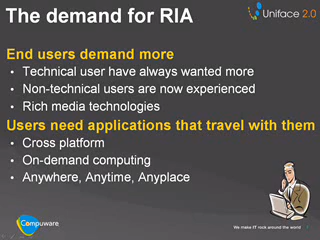 The demand for RIA
Uniface 2.0
End users demand more
• Technical user have always wanted more
• Non-technical users are now experienced
• Rich media technologies
Users need applications that travel with them
• Cross platform
• On-demand computing
• Anywhere, Anytime, Anyplace
Compuware
We make IT rock around the world